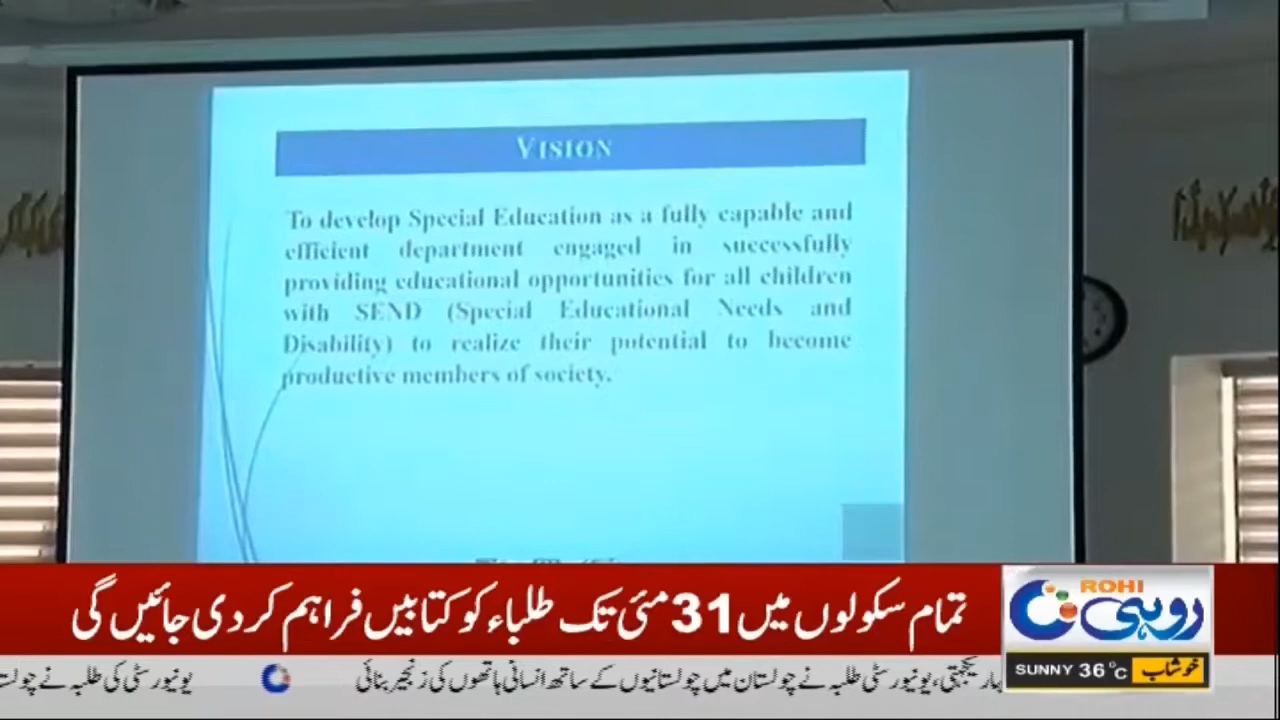 VISION
To develop Special Education as a fully capable and
efficient department engaged in successfully
providing educational opportunities for all children
with SEND (Special Educational Needs and
Disability) to realize their potential to become
productive members of society.
تمام سکولوں میں 31 مئی تک طلباء کو کتابیں فراہم کر دی جائیں گی
ROHI
روہی
SUNNY 36°C خوشاب
یکجہتی، یونیورسٹی طلبہ نے چولستان میں چولستانیوں کے ساتھ انسانی ہاتھوں کی زنجیر بنائی
یونیورسٹی کی طلبہ نے